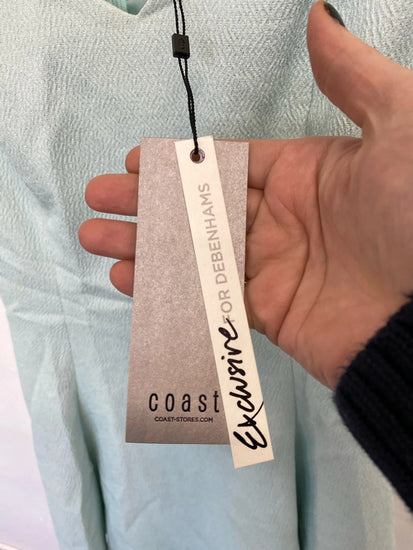 coast
COAST-STORES.COM
Exclusive FOR DEBENHAMS